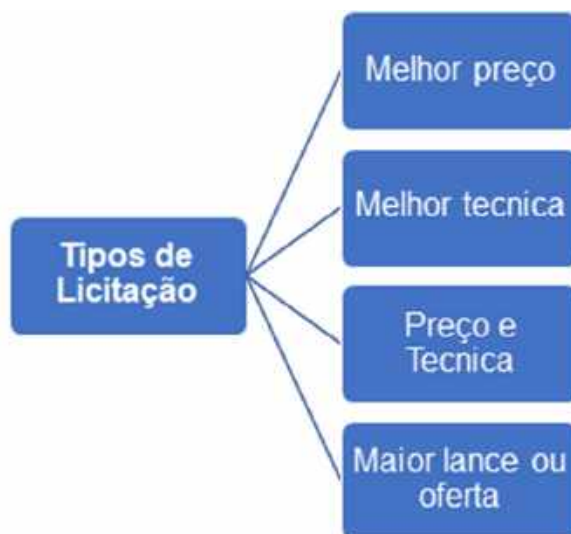 Melhor preço
Melhor tecnica
Tipos de
Licitação
Preço e
Tecnica
Maior lance ou
oferta